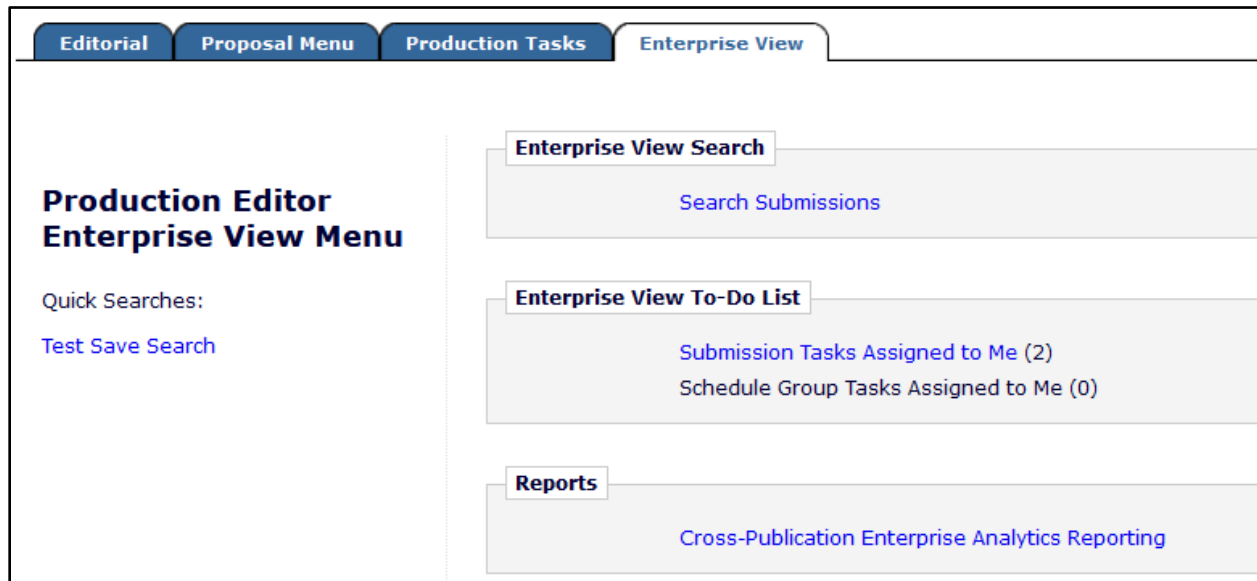 Editorial
Proposal Menu
Production Tasks
Enterprise View
Production Editor
Enterprise View Menu
Quick Searches:
Test Save Search
Enterprise View Search
Search Submissions
Enterprise View To-Do List
Submission Tasks Assigned to Me (2)
Schedule Group Tasks Assigned to Me (0)
Reports
Cross-Publication Enterprise Analytics Reporting